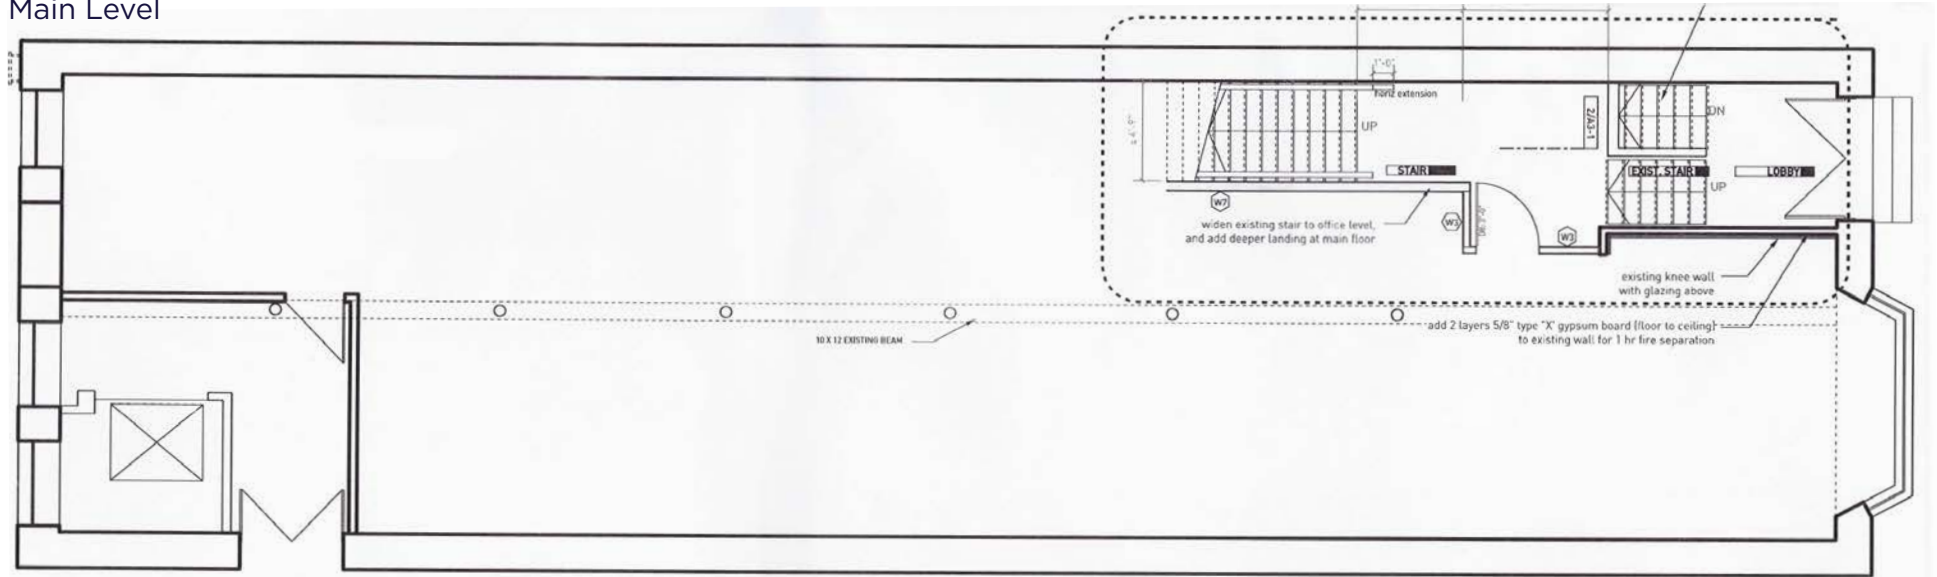 Main Level
1'-0"
horiz extension
UP
2/A3-1
DN
STAIR
EXIST. STAIR
LOBBY
UP
W7
W3
W3
widen existing stair to office level,
and add deeper landing at main floor
existing knee wall
with glazing above
10 X 12 EXISTING BEAM
add 2 layers 5/8" type "X" gypsum board (floor to ceiling)
to existing wall for 1 hr fire separation